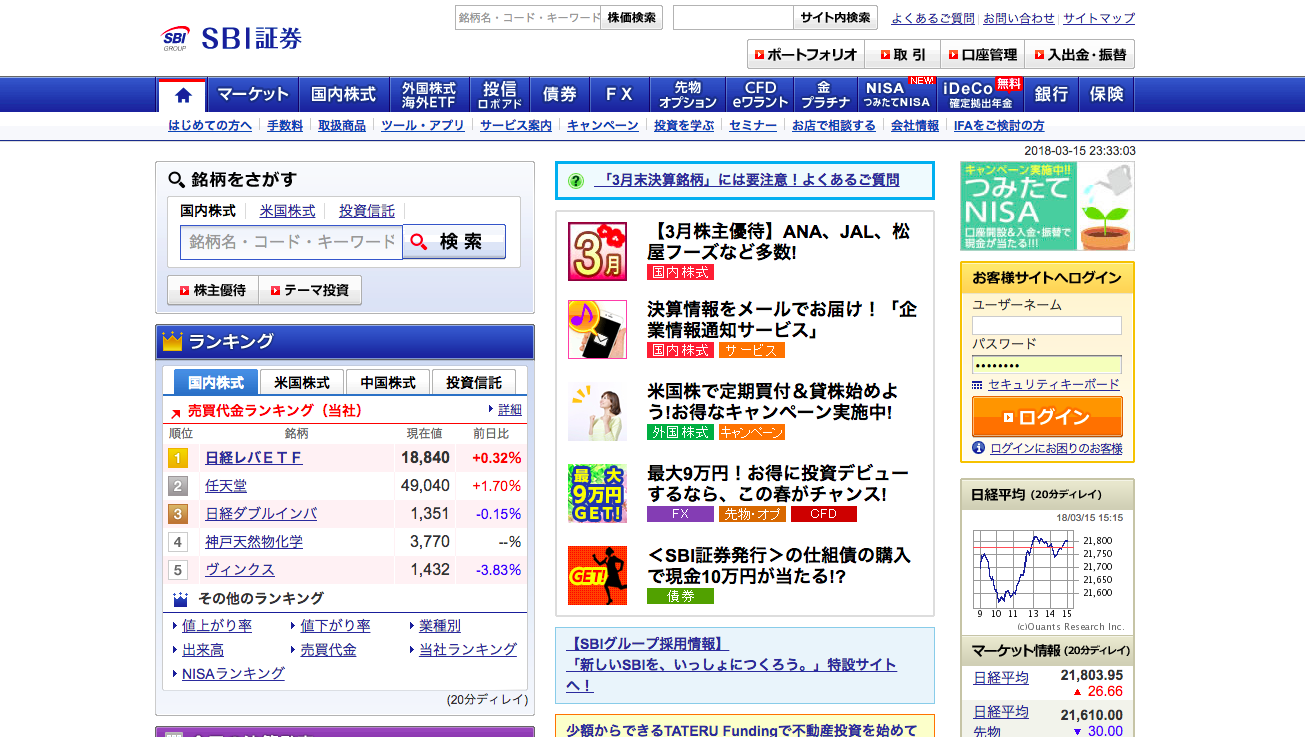 SBI
GROUP
SBI証券
銘柄名・コード・キーワード
株価検索
サイト内検索
よくあるご質問
お問い合わせ
サイトマップ
ポートフォリオ
取 引
口座管理
入出金・振替
マーケット
国内株式
外国株式
海外ETF
投信
ロボアド
債券
FX
先物
オプション
CFD
eワラント
金
プラチナ
NISA
つみたてNISA
NEW
iDeCo
確定拠出年金
無料
銀行
保険
はじめての方へ
手数料
取扱商品
ツール・アプリ
サービス案内
キャンペーン
投資を学ぶ
セミナー
お店で相談する
会社情報
IFAをご検討の方
2018-03-15 23:33:03
銘柄をさがす
国内株式
米国株式
投資信託
銘柄名・コード・キーワード
検 索
株主優待
テーマ投資
ランキング
国内株式
米国株式
中国株式
投資信託
売買代金ランキング（当社）
詳細
順位 銘柄 現在値 前日比
1 日経レバＥＴＦ 18,840 +0.32%
2 任天堂 49,040 +1.70%
3 日経ダブルインバ 1,351 -0.15%
4 神戸天然物化学 3,770 --%
5 ヴィンクス 1,432 -3.83%
その他のランキング
値上がり率 値下がり率 業種別
出来高 売買代金 当社ランキング
NISAランキング
(20分ディレイ)
「3月末決算銘柄」には要注意！よくあるご質問
3月
【3月株主優待】ANA、JAL、松
屋フーズなど多数!
国内株式
決算情報をメールでお届け！「企
業情報通知サービス」
国内株式 サービス
米国株で定期買付＆貸株始めよ
う!お得なキャンペーン実施中!
外国株式 キャンペーン
最大
9万円
GET!
最大9万円！お得に投資デビュー
するなら、この春がチャンス!
FX 先物・オプ CFD
GET!
＜SBI証券発行＞の仕組債の購入
で現金10万円が当たる!?
債券
【SBIグループ採用情報】
「新しいSBIを、いっしょにつくろう。」特設サイト
へ！
少額からできるTATERU Fundingで不動産投資を始めて
キャンペーン実施中!!
つみたて
NISA
口座開設&入金・振替で
現金が当たる!!!
お客様サイトへログイン
ユーザーネーム
パスワード
セキュリティキーボード
ログイン
ログインにお困りのお客様
日経平均 (20分ディレイ)
18/03/15 15:15
21,800
21,750
21,700
21,650
21,600
9 10 11 13 14 15
(c)Quants Research Inc.
マーケット情報 (20分ディレイ)
日経平均 21,803.95
▲ 26.66
日経平均
先物
21,610.00
▼ 30.00